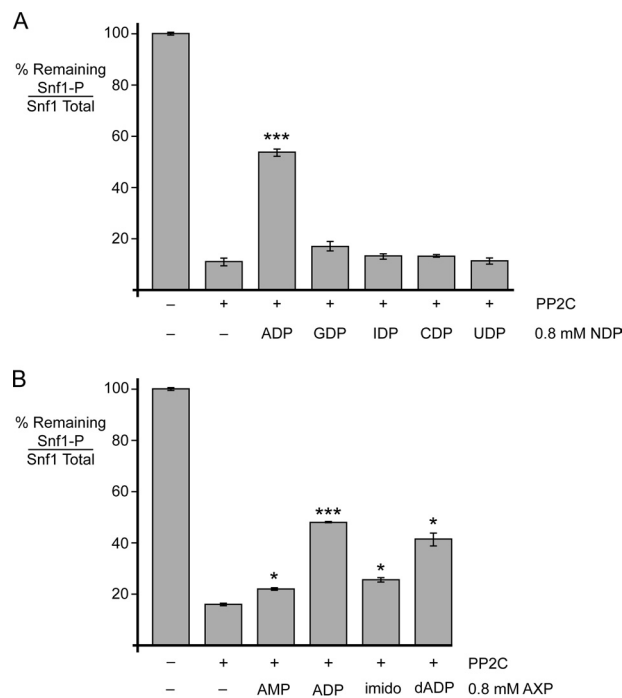 A
% Remaining
Snf1-P
Snf1 Total
100
80
60
40
20
***
– + + + + + + PP2C
– – ADP GDP IDP CDP UDP 0.8 mM NDP
B
% Remaining
Snf1-P
Snf1 Total
100
80
60
40
20
* *** * *
– + + + + + PP2C
– – AMP ADP imido dADP 0.8 mM AXP